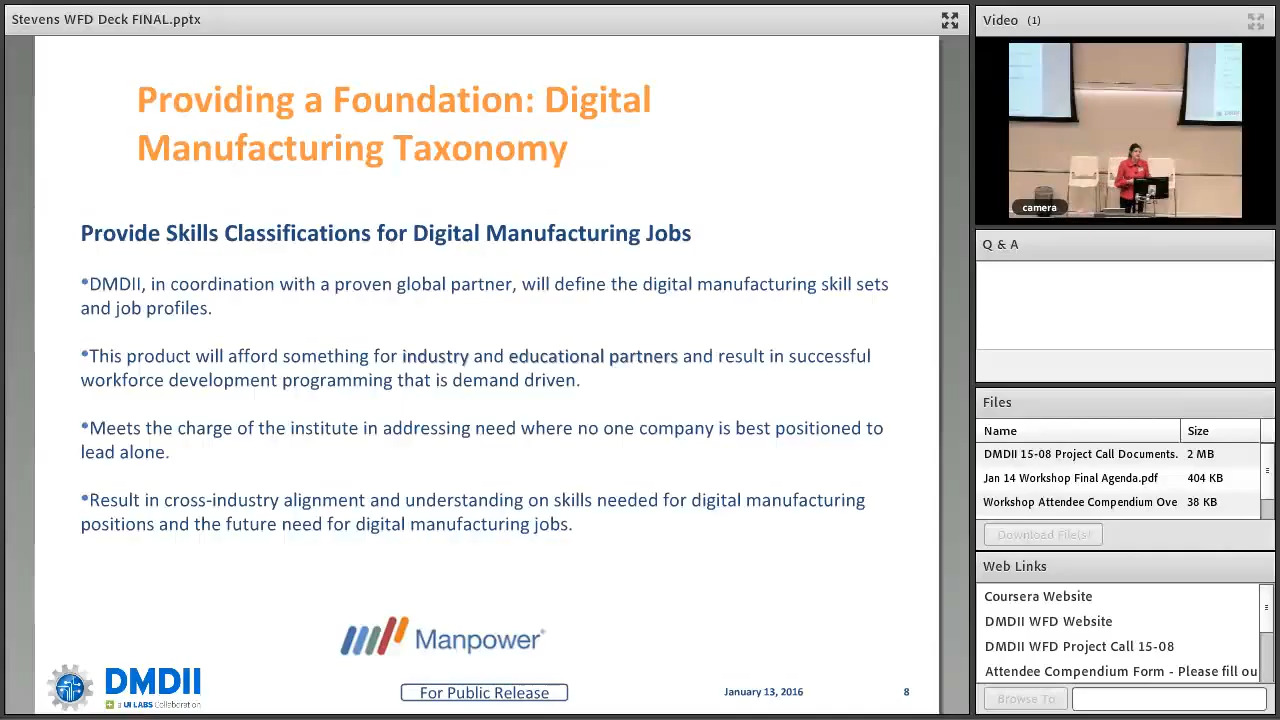 Stevens WFD Deck FINAL.pptx
Providing a Foundation: Digital
Manufacturing Taxonomy
Provide Skills Classifications for Digital Manufacturing Jobs
•DMDII, in coordination with a proven global partner, will define the digital manufacturing skill sets
and job profiles.
•This product will afford something for industry and educational partners and result in successful
workforce development programming that is demand driven.
•Meets the charge of the institute in addressing need where no one company is best positioned to
lead alone.
•Result in cross-industry alignment and understanding on skills needed for digital manufacturing
positions and the future need for digital manufacturing jobs.
Manpower
DMDII
a UI LABS Collaboration
For Public Release
January 13, 2016
8
Video (1)
camera
Q & A
Files
Name Size
DMDII 15-08 Project Call Documents. 2 MB
Jan 14 Workshop Final Agenda.pdf 404 KB
Workshop Attendee Compendium Ove 38 KB
Download File(s)
Web Links
Coursera Website
DMDII WFD Website
DMDII WFD Project Call 15-08
Attendee Compendium Form - Please fill ou
Browse To